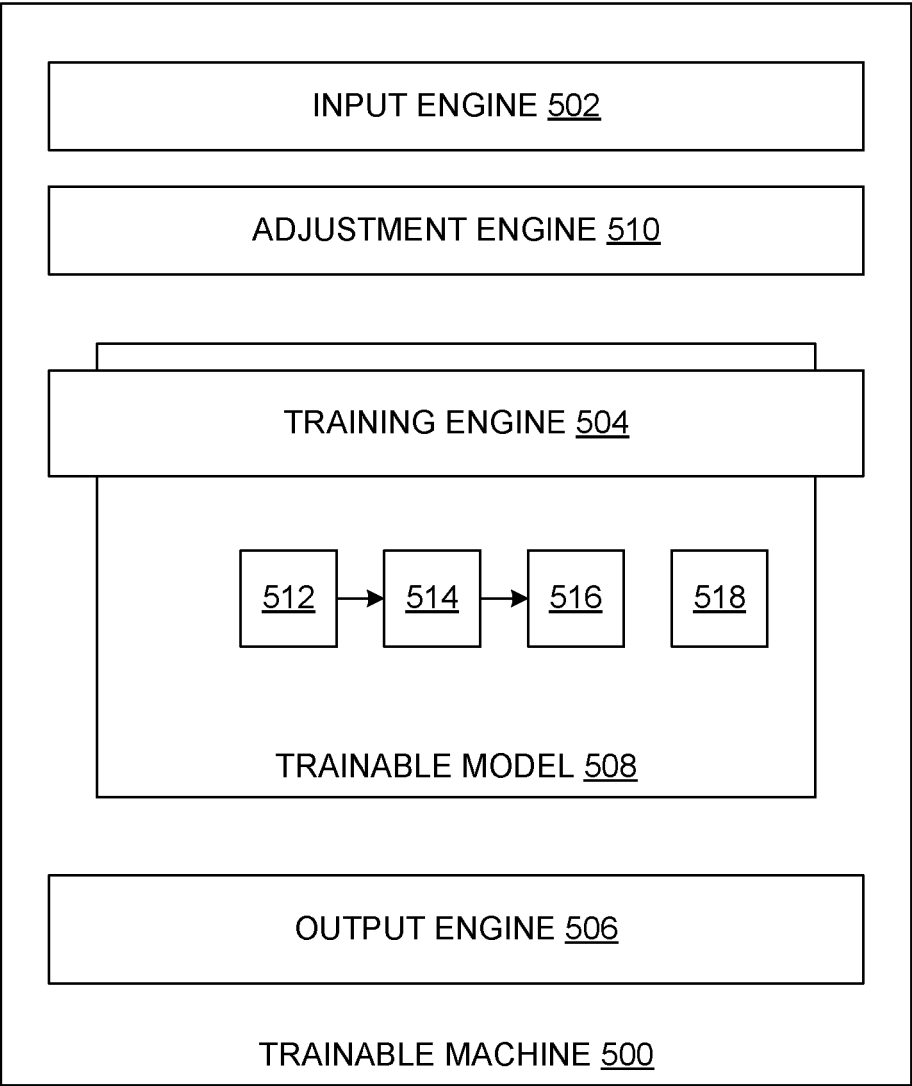 INPUT ENGINE 502
ADJUSTMENT ENGINE 510
TRAINING ENGINE 504
512 514 516 518
TRAINABLE MODEL 508
OUTPUT ENGINE 506
TRAINABLE MACHINE 500